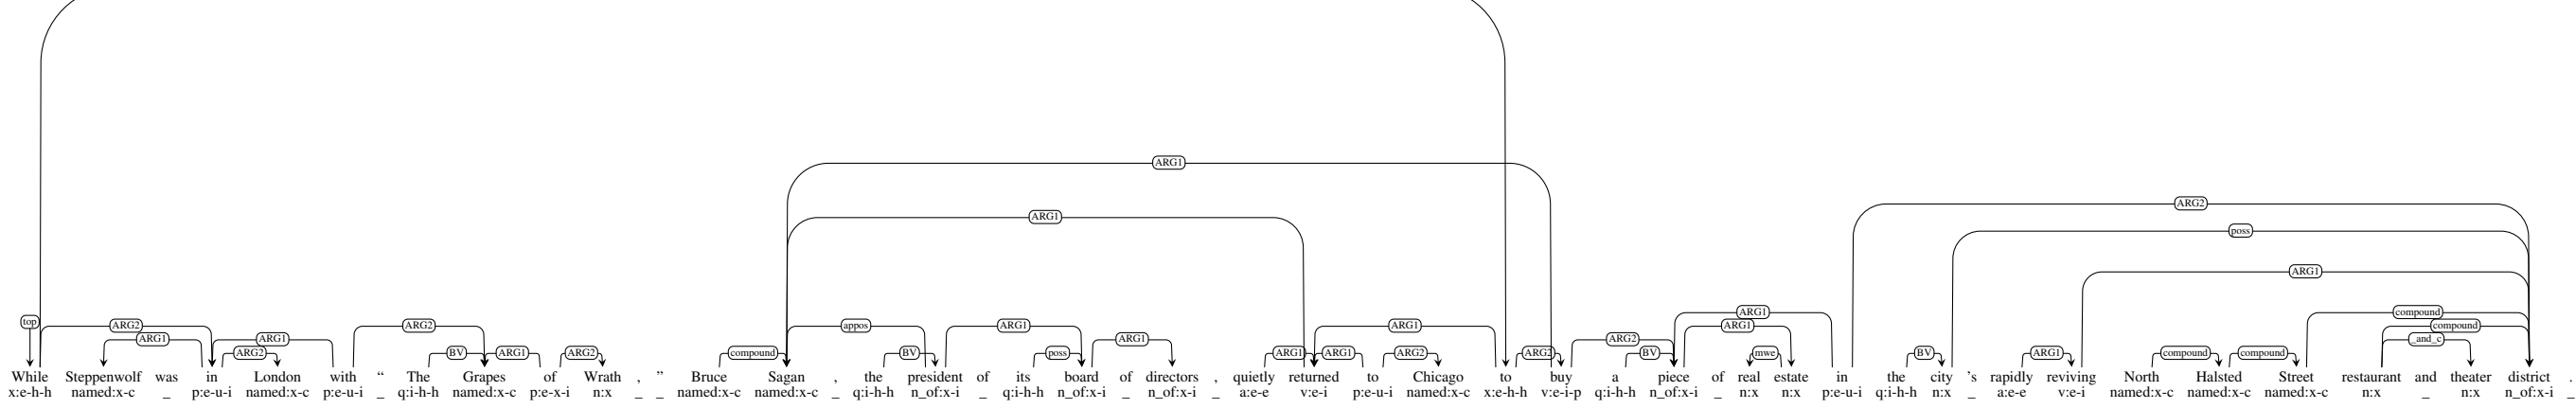 ARG1
ARG2
ARG1
poss
ARG1
compound
ARG1
top ARG2 ARG1 ARG2 appos ARG1 ARG1 ARG1 compound
ARG1 ARG1 ARG2 _and_c
ARG2 BV ARG1 ARG2 compound BV poss ARG1 ARG1 ARG1 ARG2 ARG2 BV mwe BV ARG1 compound compound
While Steppenwolf was in London with “ The Grapes of Wrath , ” Bruce Sagan , the president of its board of directors , quietly returned to Chicago to buy a piece of real estate in the city 's rapidly reviving North Halsted Street restaurant and theater district .
x:e-h-h named:x-c _ p:e-u-i named:x-c p:e-u-i _ q:i-h-h named:x-c p:e-x-i n:x _ _ named:x-c named:x-c _ q:i-h-h n_of:x-i _ q:i-h-h n_of:x-i _ n_of:x-i _ a:e-e v:e-i p:e-u-i named:x-c x:e-h-h v:e-i-p q:i-h-h n_of:x-i _ n:x n:x p:e-u-i q:i-h-h n:x _ a:e-e v:e-i named:x-c named:x-c named:x-c n:x _ n:x n_of:x-i _